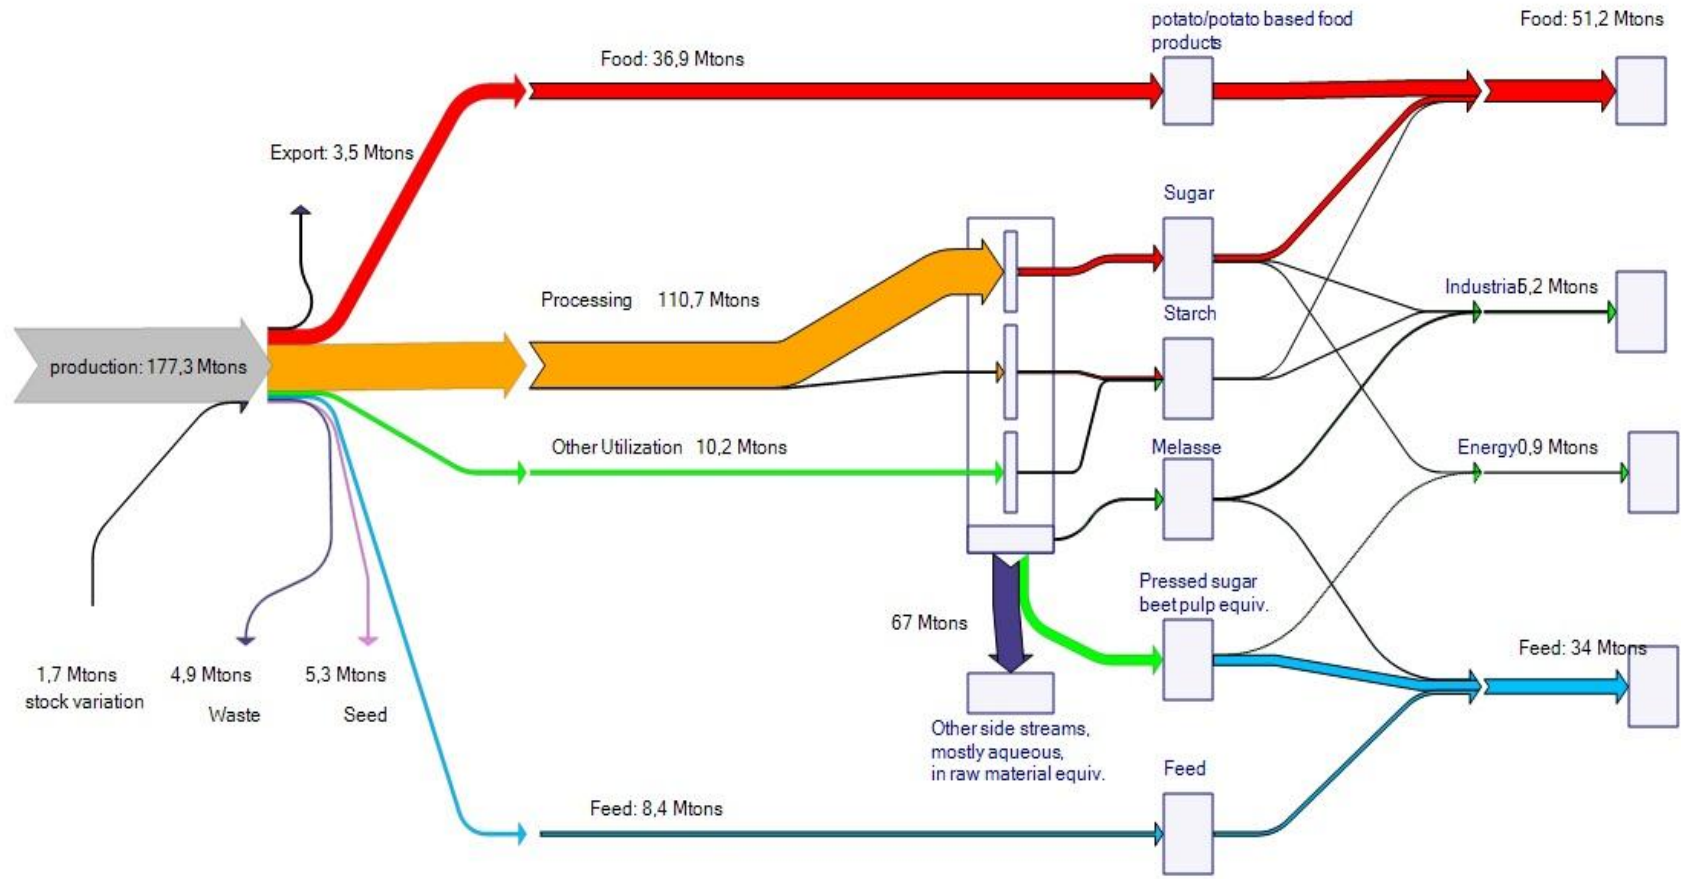 potato/potato based food
products
Food: 51,2 Mtons
Food: 36,9 Mtons
Export: 3,5 Mtons
Sugar
Processing 110,7 Mtons
Industrial5,2 Mtons
Starch
production: 177,3 Mtons
Other Utilization 10,2 Mtons
Melasse
Energy0,9 Mtons
Pressed sugar
beet pulp equiv.
67 Mtons
Feed: 34 Mtons
1,7 Mtons
stock variation
4,9 Mtons
Waste
5,3 Mtons
Seed
Other side streams,
mostly aqueous,
in raw material equiv.
Feed
Feed: 8,4 Mtons